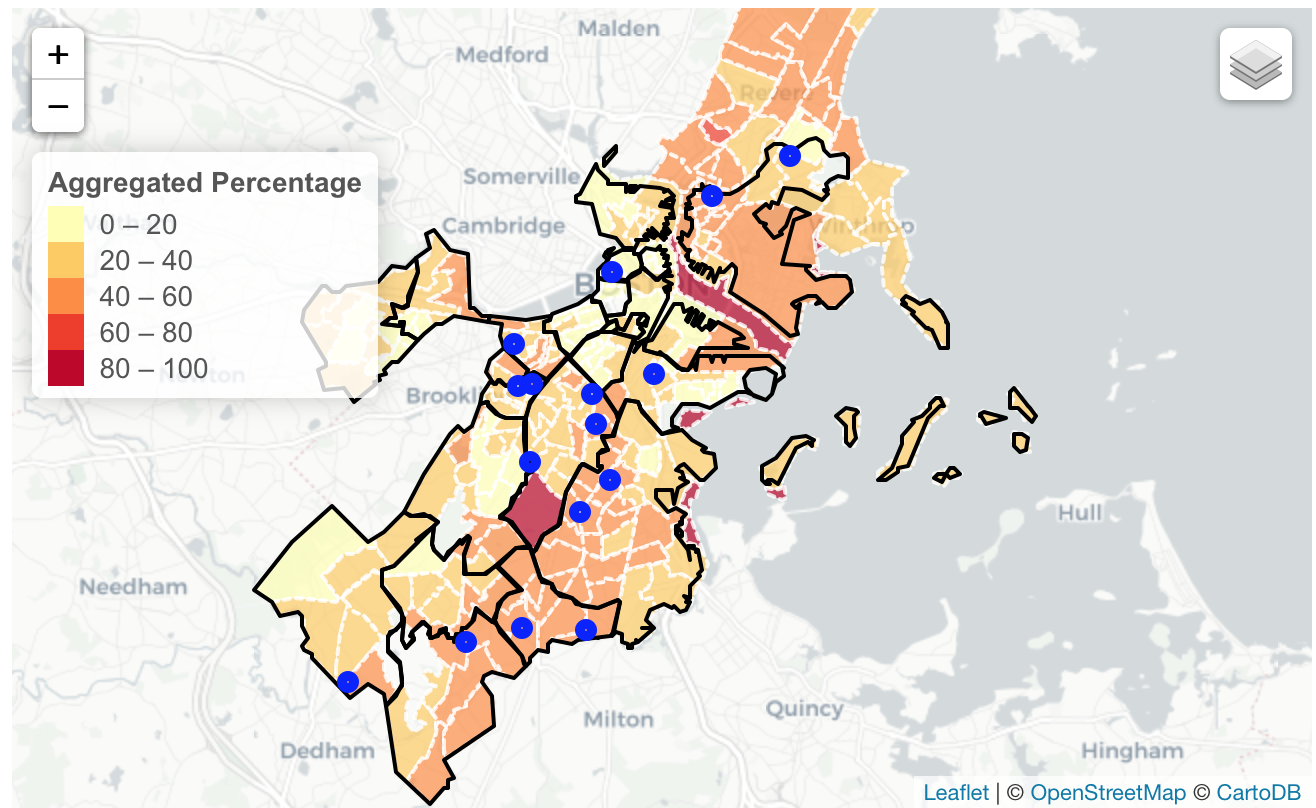 Malden
Medford
+
−
Revere
Aggregated Percentage
0 – 20
20 – 40
40 – 60
60 – 80
80 – 100
Somerville
Cambridge
Winthrop
Newton
Hull
Needham
Milton
Quincy
Dedham
Hingham
Leaflet | © OpenStreetMap © CartoDB